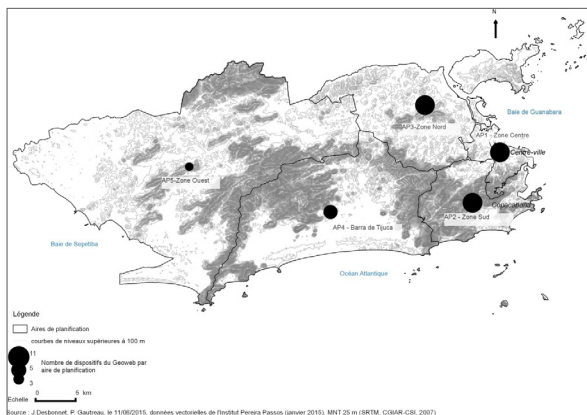 N
Baie de Guanabara
AP3-Zone Nord
AP1 - Zone Centre
Centre-ville
AP5-Zone Ouest
Copacabana
AP2 - Zone Sud
AP4 - Barra de Tijuca
Baie de Sepetiba
Océan Atlantique
Légende
Aires de planification
courbes de niveaux supérieures à 100 m
11
5
3
Nombre de dispositifs du Geoweb par
aire de planification
Echelle 0 5 km
Source : J.Desbonnet, P. Gautreau, le 11/06/2015, données vectorielles de l'Institut Pereira Passos (janvier 2015), MNT 25 m (SRTM, CGIAR-CSI, 2007)